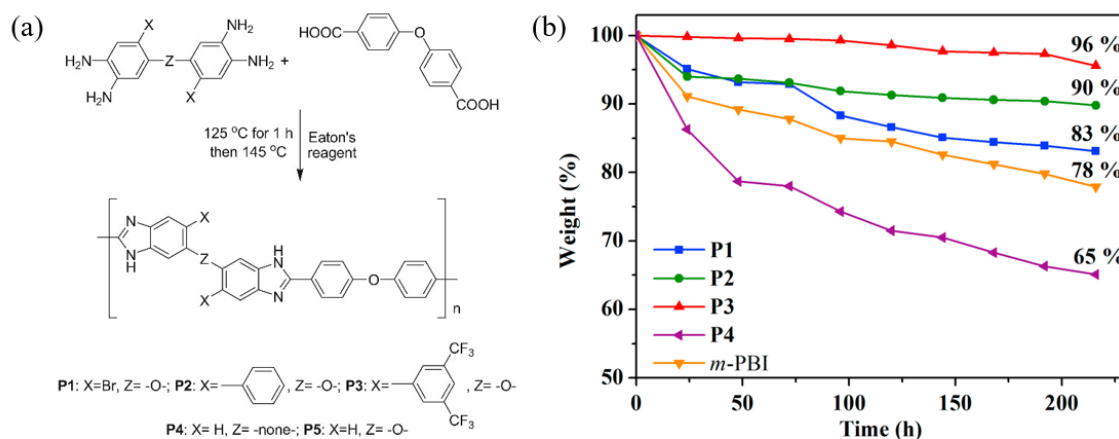 (a)
X
NH2
H2N
Z
NH2
H2N
X
+
HOOC
O
COOH
125 °C for 1 h
then 145 °C
Eaton's
reagent
N
N
H
X
Z
X
H
N
N
O
n
P1: X=Br, Z= -O-; P2: X= , Z= -O-; P3: X= CF3 CF3 , Z= -O-
P4: X= H, Z= -none-; P5: X=H, Z= -O-
(b)
Weight (%)
100
90
80
70
60
50
96 %
90 %
83 %
78 %
65 %
P1
P2
P3
P4
m-PBI
0 50 100 150 200
Time (h)